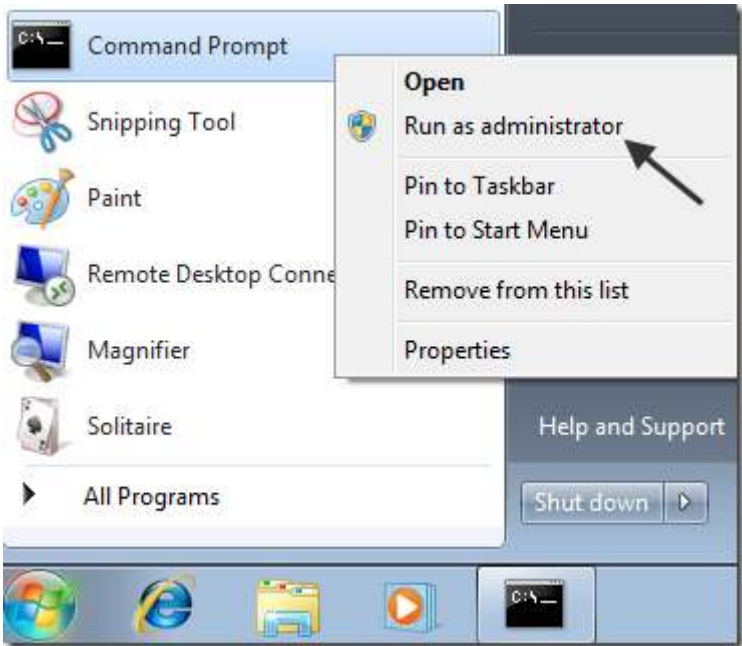 C:\_
Command Prompt
Open
Snipping Tool
Run as administrator
Paint
Pin to Taskbar
Pin to Start Menu
Remote Desktop Conne
Remove from this list
Magnifier
Properties
Solitaire
Help and Support
All Programs
Shut down
C:\_